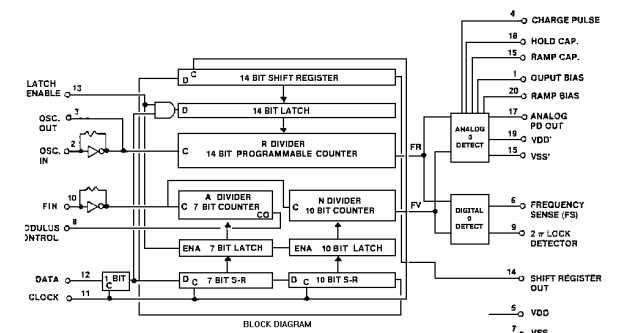 4 CHARGE PULSE
18 HOLD CAP.
15 RAMP CAP.
1 OUPUT BIAS
20 RAMP BIAS
17 ANALOG PD OUT
19 VDD'
15 VSS'
LATCH ENABLE 13
OSC. OUT 3
OSC. IN 2
C
D 14 BIT SHIFT REGISTER
D 14 BIT LATCH
R DIVIDER
C 14 BIT PROGRAMMABLE COUNTER
FR
ANALOG
0
DETECT
FIN 10
A DIVIDER
C 7 BIT COUNTER
CO
N DIVIDER
C 10 BIT COUNTER
FV
DIGITAL
0
DETECT
6 FREQUENCY SENSE (FS)
9 2 π LOCK DETECTOR
ODULUS ONTROL 8
ENA 7 BIT LATCH
ENA 10 BIT LATCH
DATA 12
1 BIT
C
D C 7 BIT S-R
D C 10 BIT S-R
14 SHIFT REGISTER OUT
CLOCK 11
BLOCK DIAGRAM
5 VDD
7 VSS